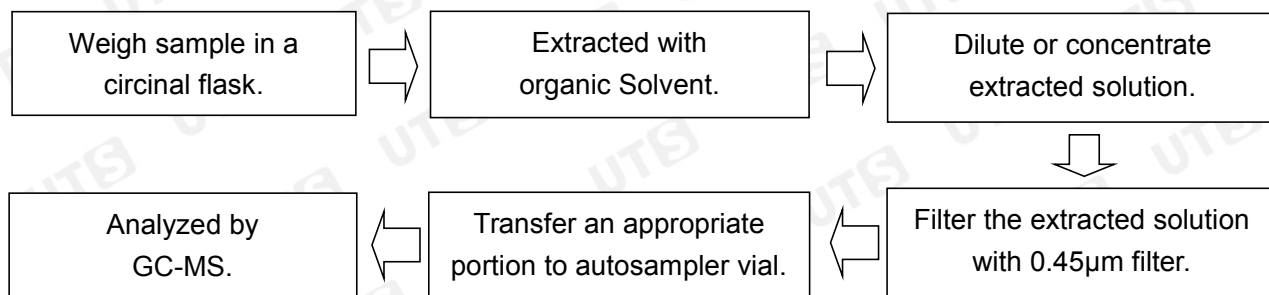 Weigh sample in a
circinal flask.
Extracted with
organic Solvent.
Dilute or concentrate
extracted solution.
Filter the extracted solution
with 0.45μm filter.
Transfer an appropriate
portion to autosampler vial.
Analyzed by
GC-MS.